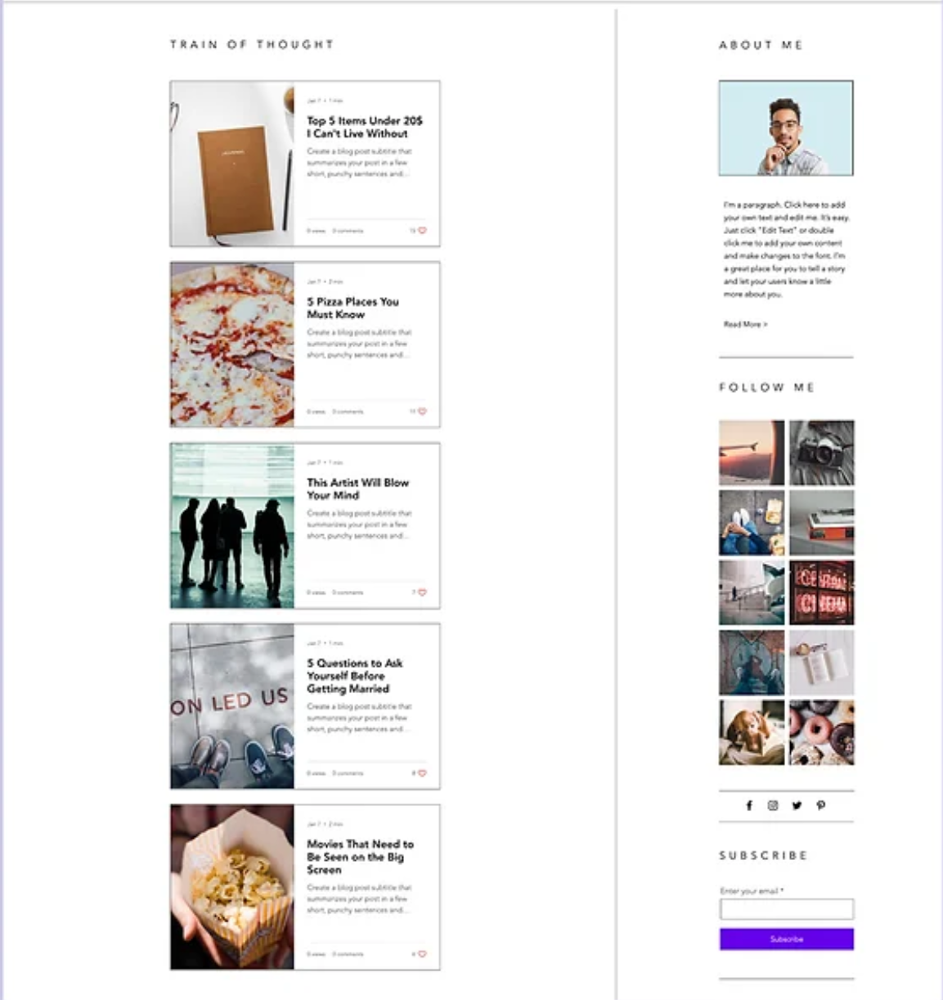 TRAIN OF THOUGHT
Jan 7 • 1 min
Top 5 Items Under 20$
I Can't Live Without
Create a blog post subtitle that
summarizes your post in a few
short, punchy sentences and...
0 views 0 comments
Jan 7 • 2 min
5 Pizza Places You
Must Know
Create a blog post subtitle that
summarizes your post in a few
short, punchy sentences and...
0 views 0 comments
Jan 7 • 1 min
This Artist Will Blow
Your Mind
Create a blog post subtitle that
summarizes your post in a few
short, punchy sentences and...
0 views 0 comments 7
Jan 7 • 1 min
5 Questions to Ask
Yourself Before
Getting Married
Create a blog post subtitle that
summarizes your post in a few
short, punchy sentences and...
ON LED US
0 views 0 comments
Jan 7 • 2 min
Movies That Need to
Be Seen on the Big
Screen
Create a blog post subtitle that
summarizes your post in a few
short, punchy sentences and...
0 views 0 comments
ABOUT ME
I'm a paragraph. Click here to add
your own text and edit me. It's easy.
Just click "Edit Text" or double
click me to add your own content
and make changes to the font. I'm
a great place for you to tell a story
and let your users know a little
more about you.
Read More >
FOLLOW ME
CENTRAL
CINEMA
SUBSCRIBE
Enter your email *
Subscribe